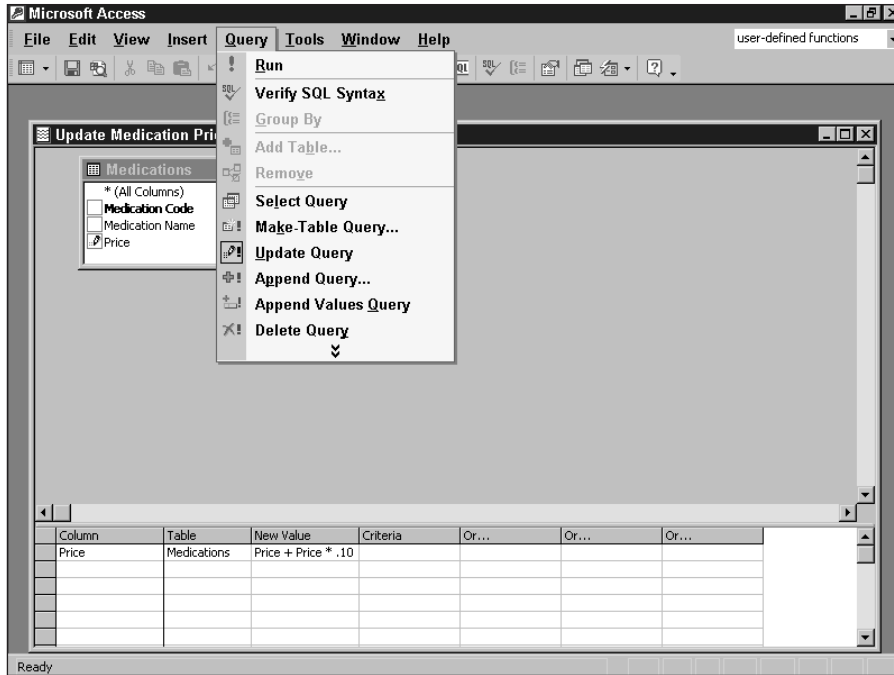 Microsoft Access
File Edit View Insert Query Tools Window Help
user-defined functions
Run
SQL Verify SQL Syntax
Group By
Add Table...
Remove
Select Query
Make-Table Query...
Update Query
Append Query...
Append Values Query
Delete Query
Update Medication Pri
Medications
* (All Columns)
Medication Code
Medication Name
Price
Column Table New Value Criteria Or... Or... Or...
Price Medications Price + Price * .10
Ready